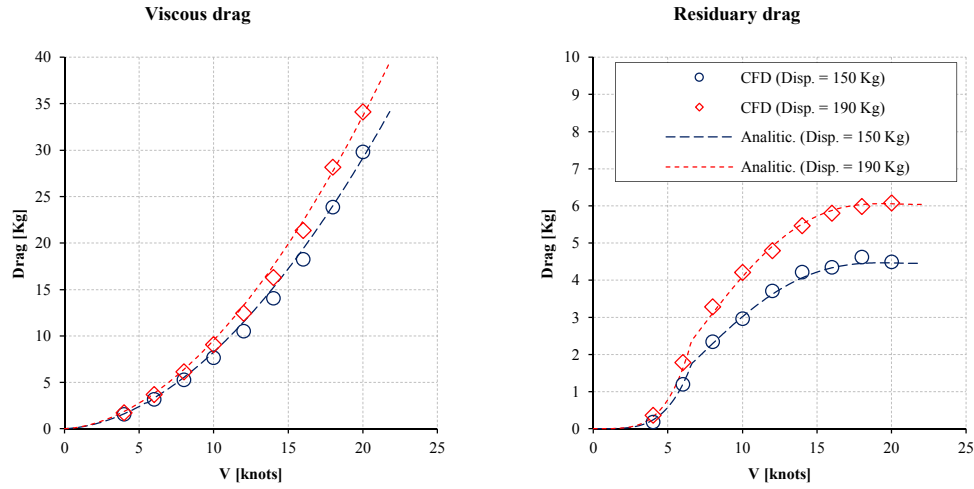 Viscous drag
40
35
30
25
20
15
10
5
0
Drag [Kg]
0 5 10 15 20 25
V [knots]
Residuary drag
10
9
8
7
6
5
4
3
2
1
0
Drag [Kg]
CFD (Disp. = 150 Kg)
CFD (Disp. = 190 Kg)
Analitic. (Disp. = 150 Kg)
Analitic. (Disp. = 190 Kg)
0 5 10 15 20 25
V [knots]